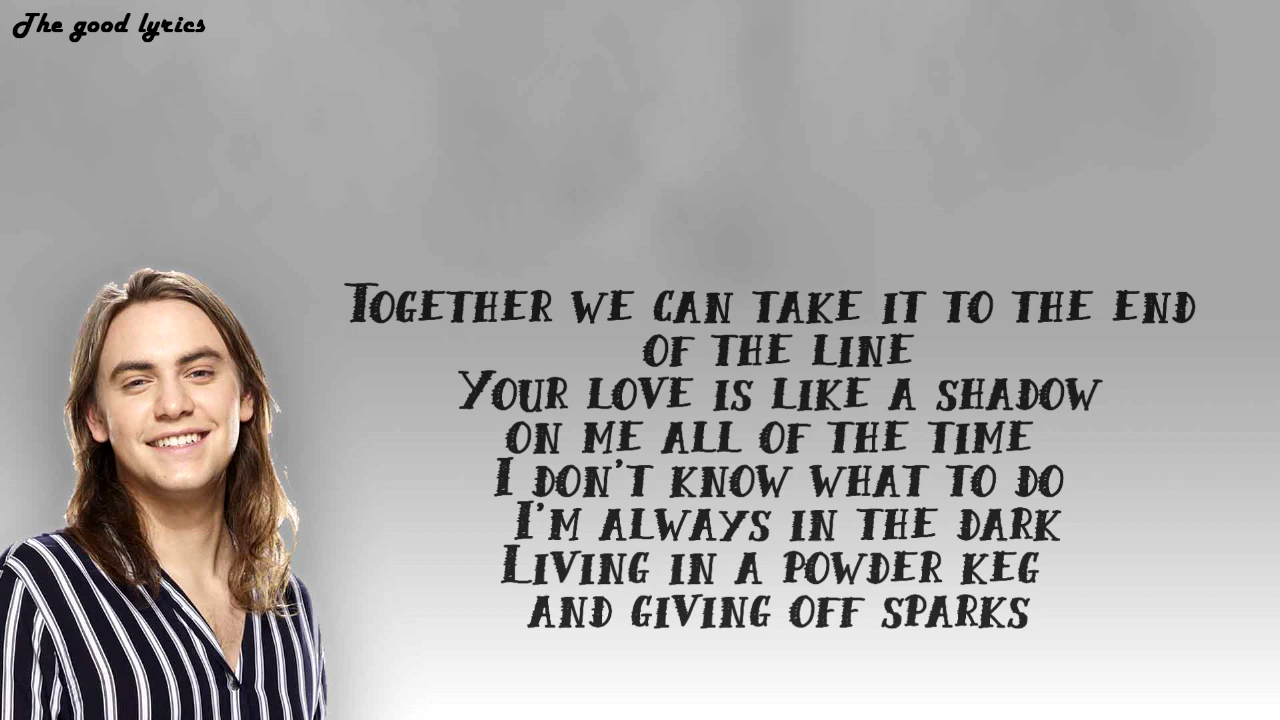 The good lyrics
Together we can take it to the end
of the line
Your love is like a shadow
on me all of the time
I don't know what to do
I'm always in the dark
Living in a powder keg
and giving off sparks